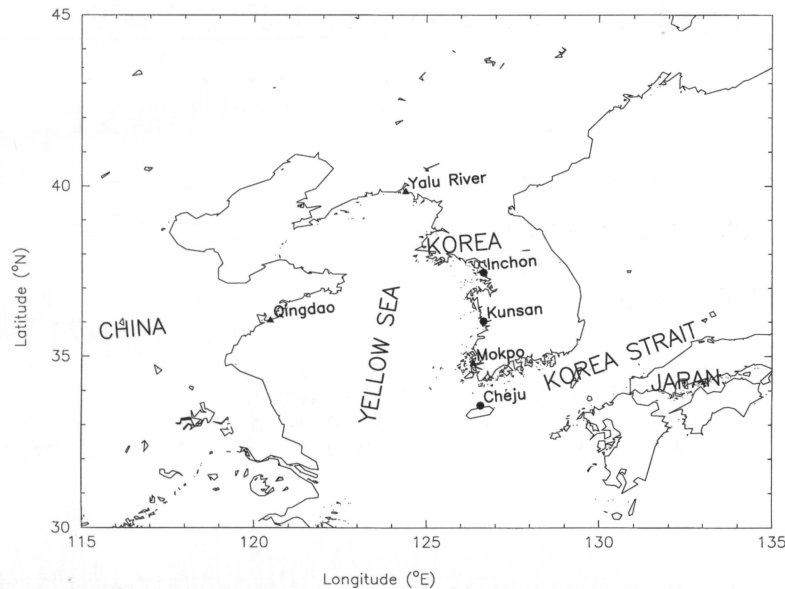 45
Yalu River
40
KOREA
Inchon
Latitude (°N)
Qingdao
Kunsan
CHINA
YELLOW SEA
KOREA STRAIT
35
Mokpo
JAPAN
Cheju
30
115
120
125
130
135
Longitude (°E)